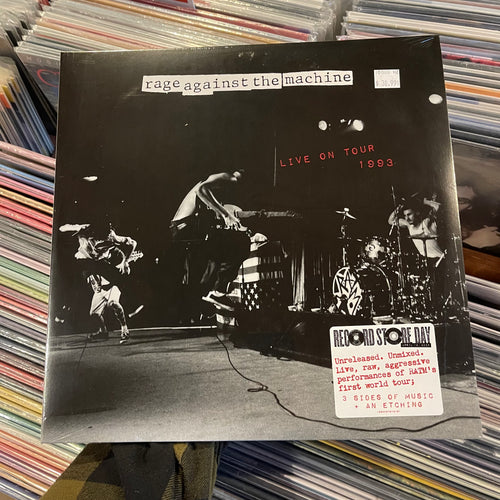 rage against the machine
LIVE ON TOUR
1993
RECORD STORE DAY
Unreleased. Unmixed.
Live, raw, aggressive
performances of RATM's
first world tour;
3 SIDES OF MUSIC
+ AN ETCHING